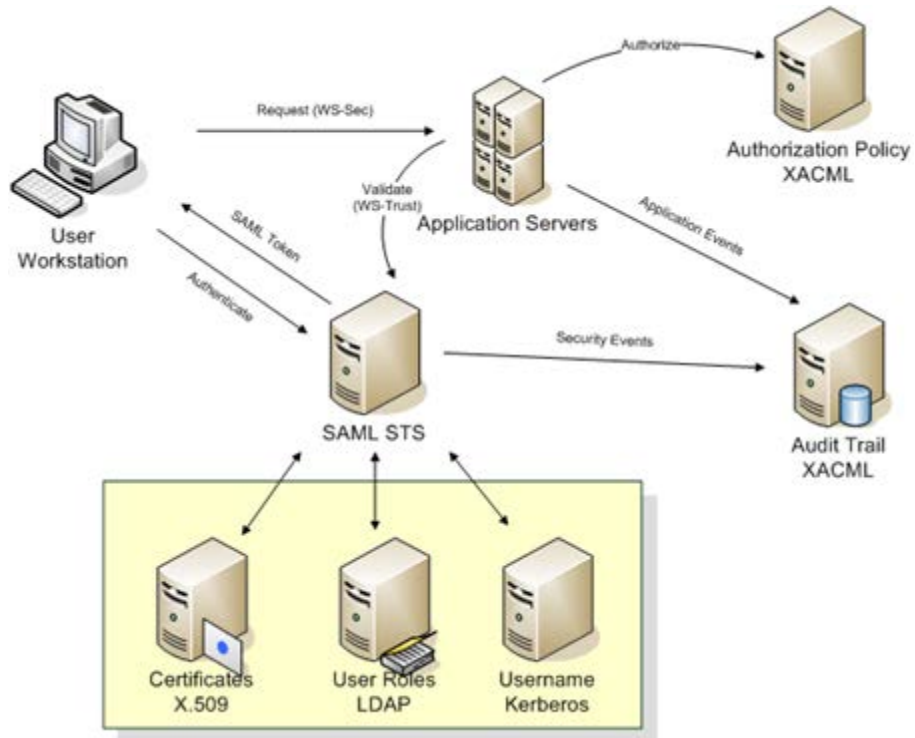 Authorize
Request (WS-Sec)
Authorization Policy
XACML
Validate
(WS-Trust)
Application Servers
User
Workstation
SAML Token
Application Events
Authenticate
Security Events
SAML STS
Audit Trail
XACML
Certificates
X.509
User Roles
LDAP
Username
Kerberos